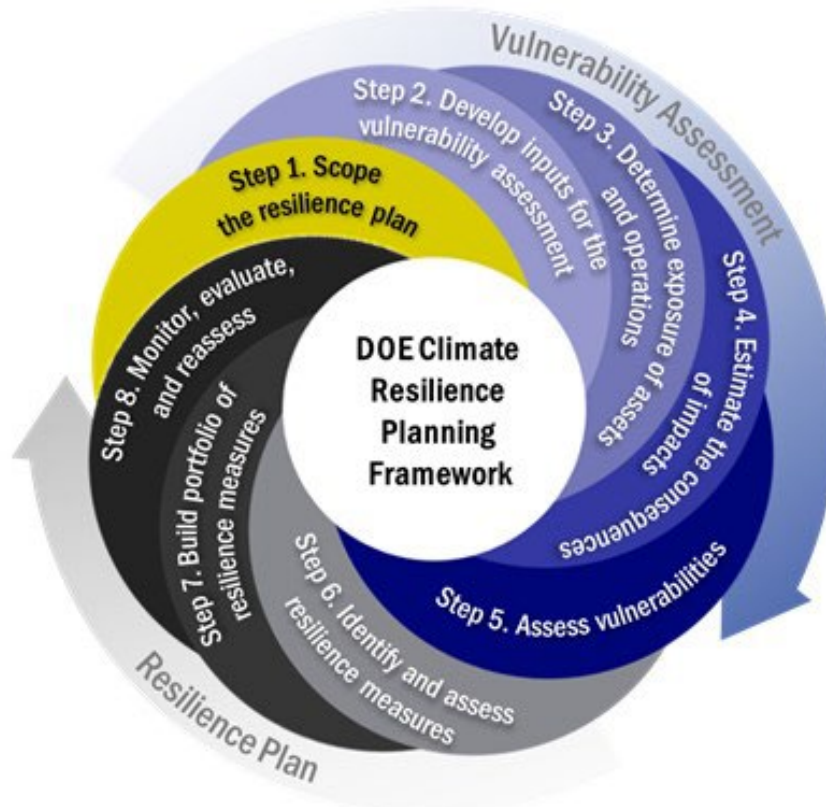 Vulnerability Assessment
Step 1. Scope
the resilience plan
Step 2. Develop inputs for the
vulnerability assessment
Step 3. Determine exposure of assets
and operations
Step 4. Estimate the consequences
of impacts
Step 5. Assess vulnerabilities
Step 6. Identify and assess
resilience measures
Step 7. Build portfolio of
resilience measures
Step 8. Monitor, evaluate,
and reassess
DOE Climate
Resilience
Planning
Framework
Resilience Plan